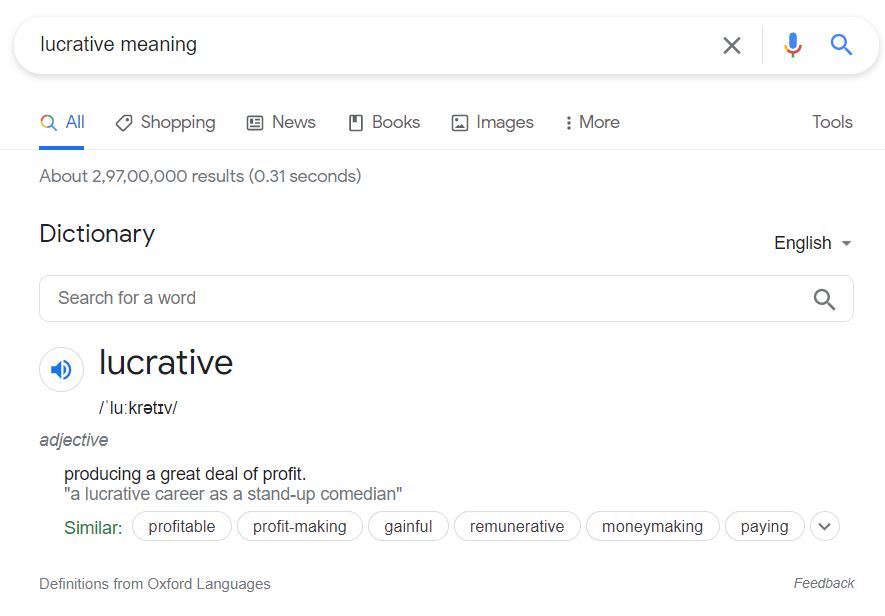 lucrative meaning
All Shopping News Books Images More Tools
About 2,97,00,000 results (0.31 seconds)
Dictionary
English
Search for a word
lucrative
/ˈluːkrətɪv/
adjective
producing a great deal of profit.
"a lucrative career as a stand-up comedian"
Similar: profitable profit-making gainful remunerative moneymaking paying
Definitions from Oxford Languages Feedback